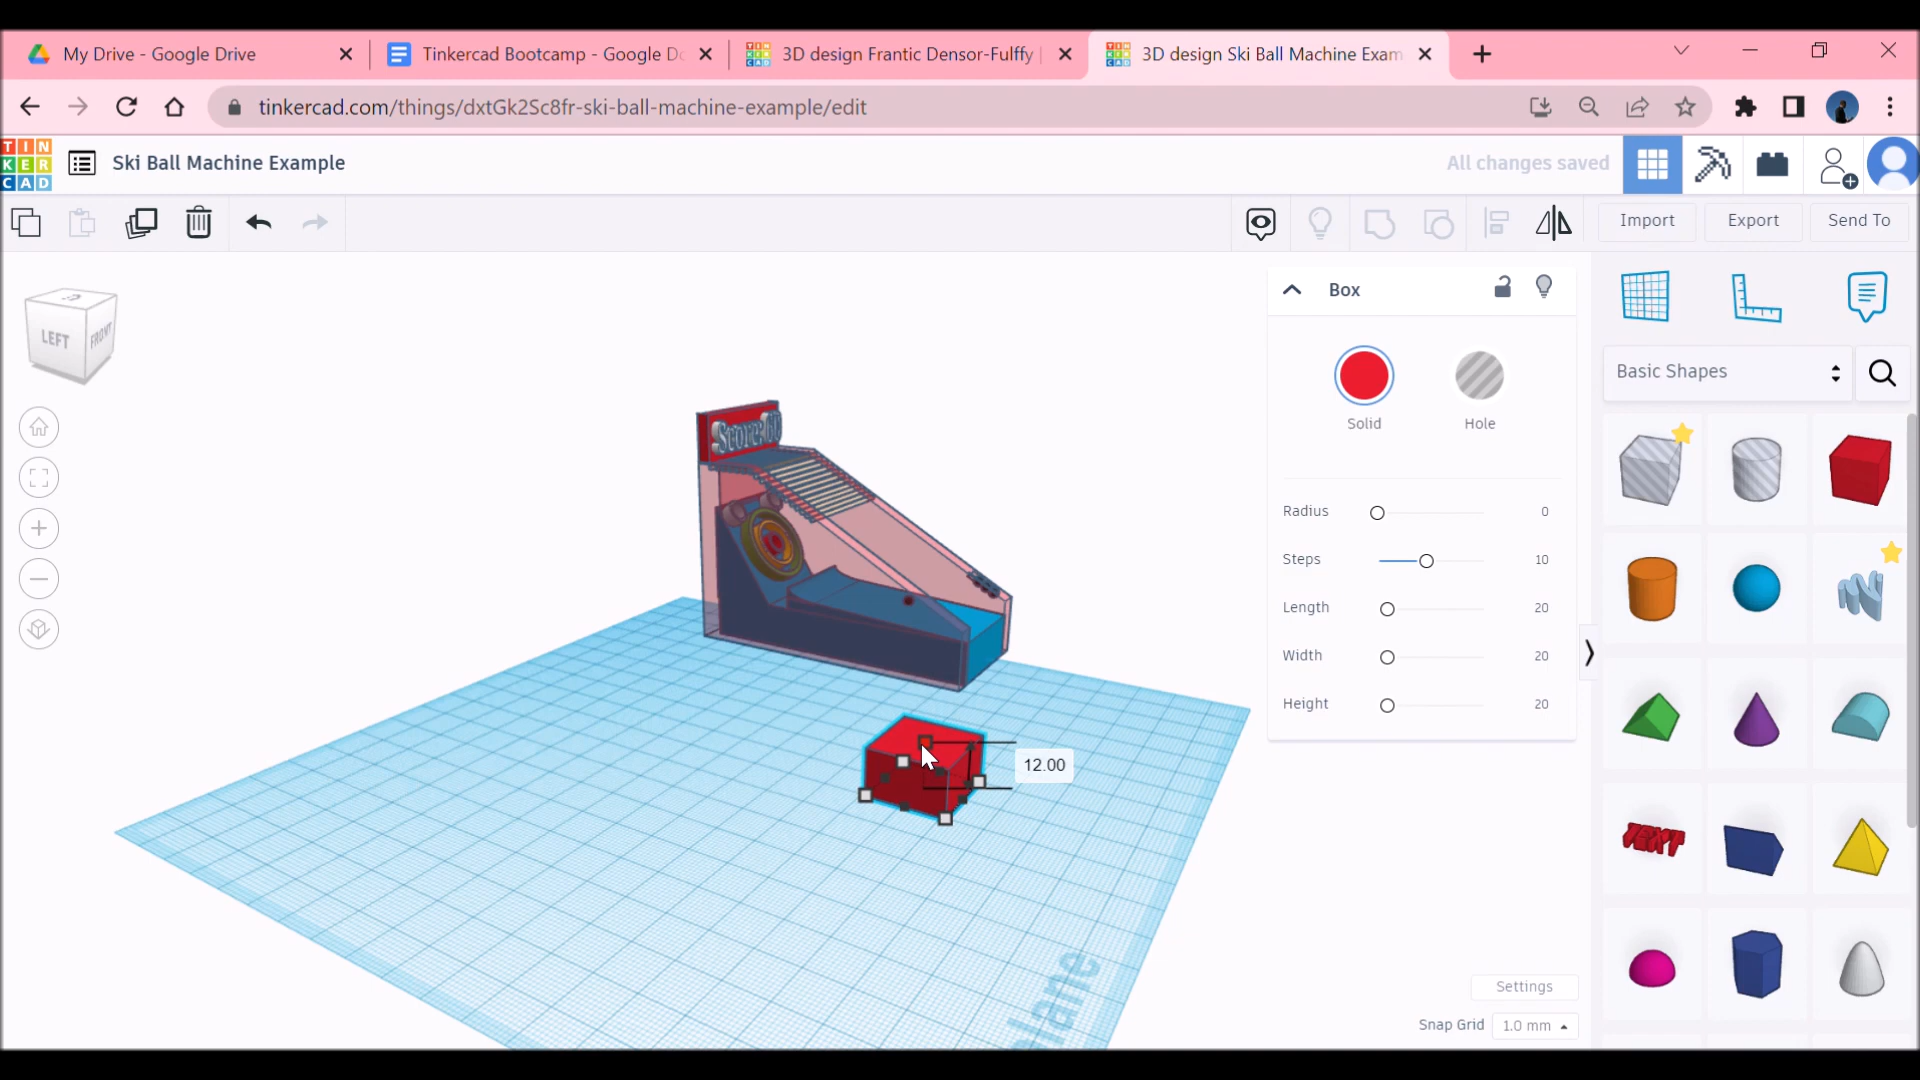 My Drive - Google Drive
Tinkercad Bootcamp - Google Do
3D design Frantic Densor-Fulffy
3D design Ski Ball Machine Exam
tinkercad.com/things/dxtGk2Sc8fr-ski-ball-machine-example/edit
TIN
KER
CAD
Ski Ball Machine Example
All changes saved
Import
Export
Send To
LEFT
FRONT
Box
Solid
Hole
Radius
0
Steps
10
Length
20
Width
20
Height
20
Basic Shapes
TEXT
Score:
12.00
plane
Settings
Snap Grid
1.0 mm